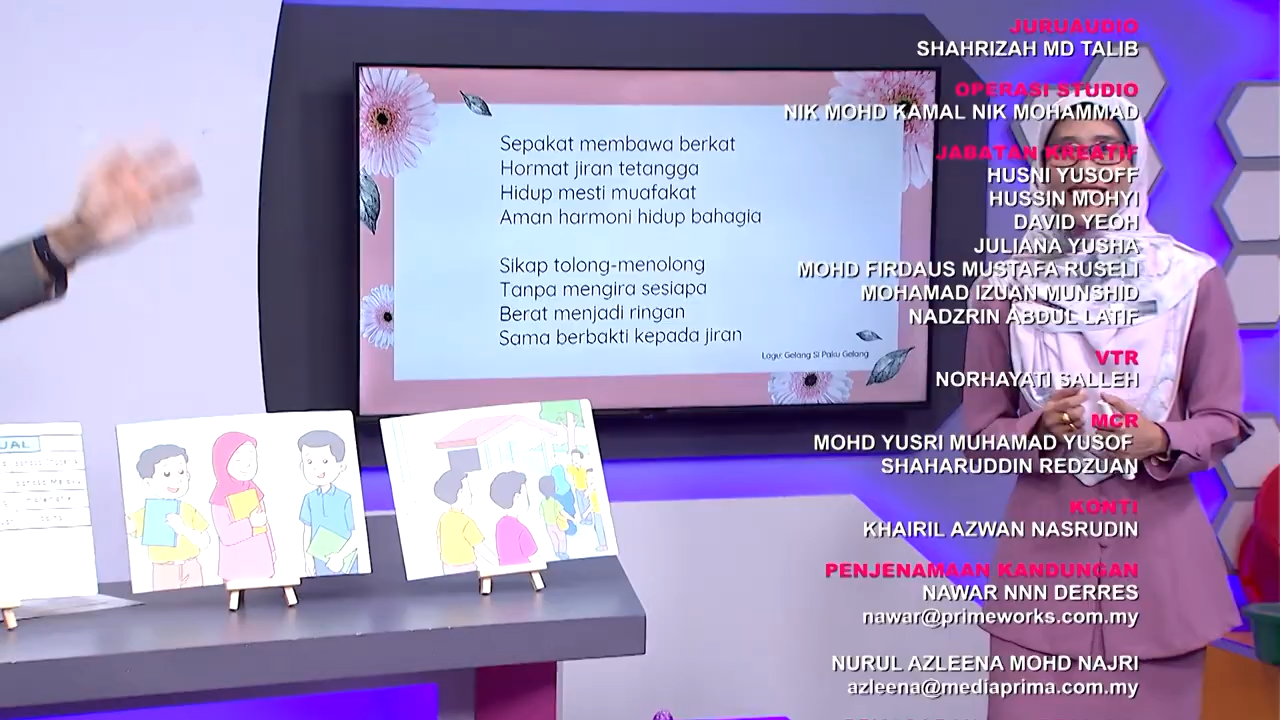 Sepakat membawa berkat
Hormat jiran tetangga
Hidup mesti muafakat
Aman harmoni hidup bahagia
Sikap tolong-menolong
Tanpa mengira sesiapa
Berat menjadi ringan
Sama berbakti kepada jiran
Lagu: Gelang Si Paku Gelang
JURUAUDIO
SHAHRIZAH MD TALIB
OPERASI STUDIO
NIK MOHD KAMAL NIK MOHAMMAD
JABATAN KREATIF
HUSNI YUSOFF
HUSSIN MOHYI
DAVID YEOH
JULIANA YUSHA
MOHD FIRDAUS MUSTAFA RUSELI
MOHAMAD IZUAN MUNSHID
NADZRIN ABDUL LATIF
VTR
NORHAYATI SALLEH
MCR
MOHD YUSRI MUHAMAD YUSOF
SHAHARUDDIN REDZUAN
KONTI
KHAIRIL AZWAN NASRUDIN
PENJENAMAAN KANDUNGAN
NAWAR NNN DERRES
nawar@primeworks.com.my
NURUL AZLEENA MOHD NAJRI
azleena@mediaprima.com.my